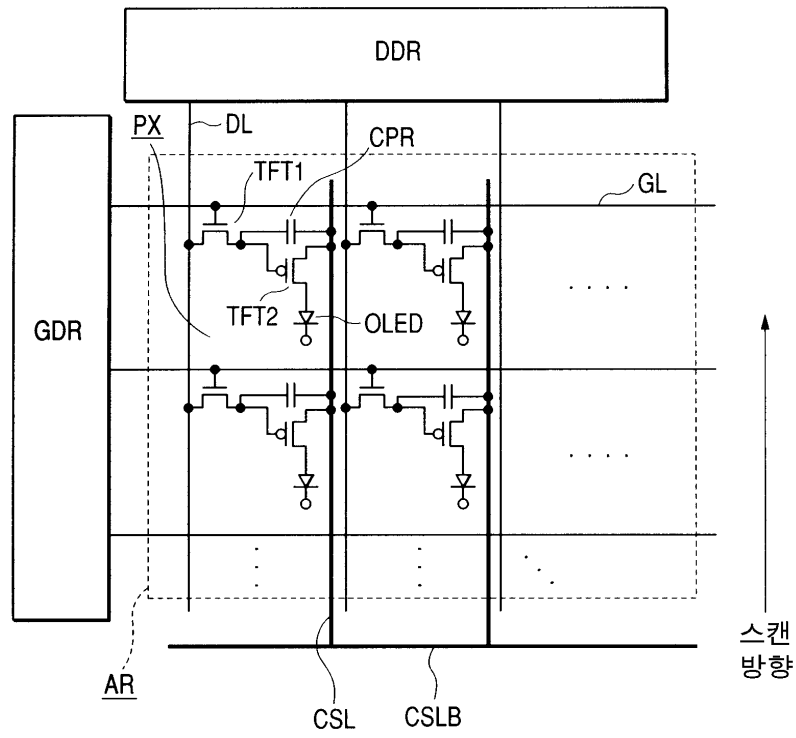 DDR
PX
DL
CPR
TFT1
GL
TFT2
OLED
GDR
스캔
방향
AR
CSL
CSLB